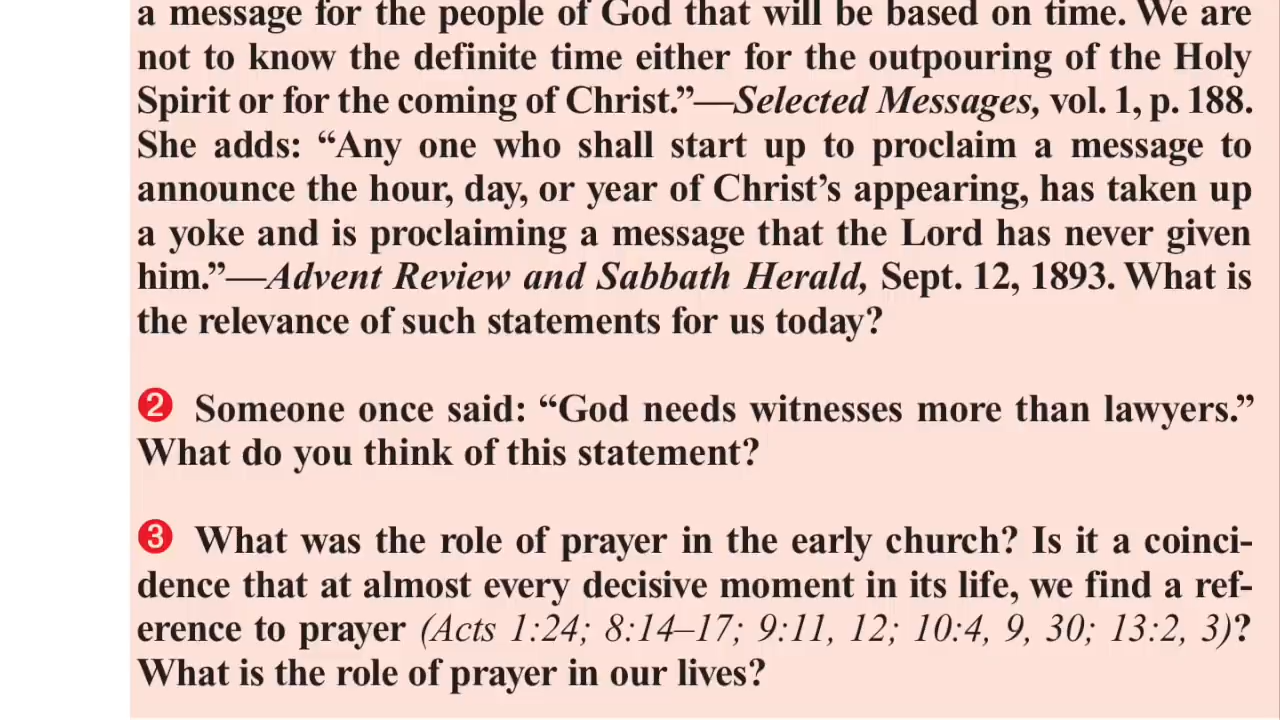 a message for the people of God that will be based on time. We are
not to know the definite time either for the outpouring of the Holy
Spirit or for the coming of Christ.”—Selected Messages, vol. 1, p. 188.
She adds: “Any one who shall start up to proclaim a message to
announce the hour, day, or year of Christ’s appearing, has taken up
a yoke and is proclaiming a message that the Lord has never given
him.”—Advent Review and Sabbath Herald, Sept. 12, 1893. What is
the relevance of such statements for us today?
2 Someone once said: “God needs witnesses more than lawyers.”
What do you think of this statement?
3 What was the role of prayer in the early church? Is it a coinci-
dence that at almost every decisive moment in its life, we find a ref-
erence to prayer (Acts 1:24; 8:14–17; 9:11, 12; 10:4, 9, 30; 13:2, 3)?
What is the role of prayer in our lives?